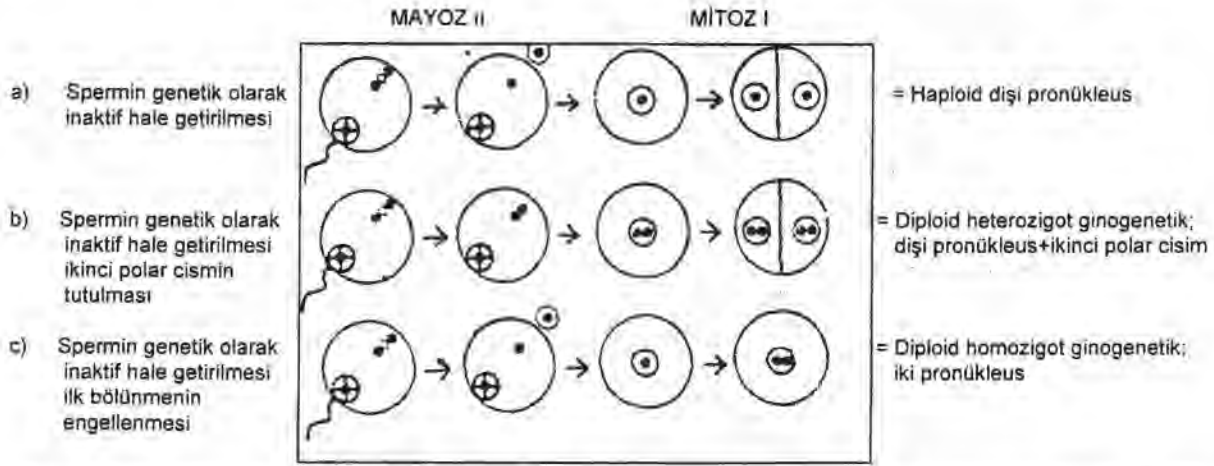 MAYOZ II MİTOZ I
a) Spermin genetik olarak
inaktif hale getirilmesi
= Haploid dişi pronükleus
b) Spermin genetik olarak
inaktif hale getirilmesi
ikinci polar cismin
tutulması
= Diploid heterozigot ginogenetik;
dişi pronükleus+ikinci polar cisim
c) Spermin genetik olarak
inaktif hale getirilmesi
ilk bölünmenin
engellenmesi
= Diploid homozigot ginogenetik;
iki pronükleus